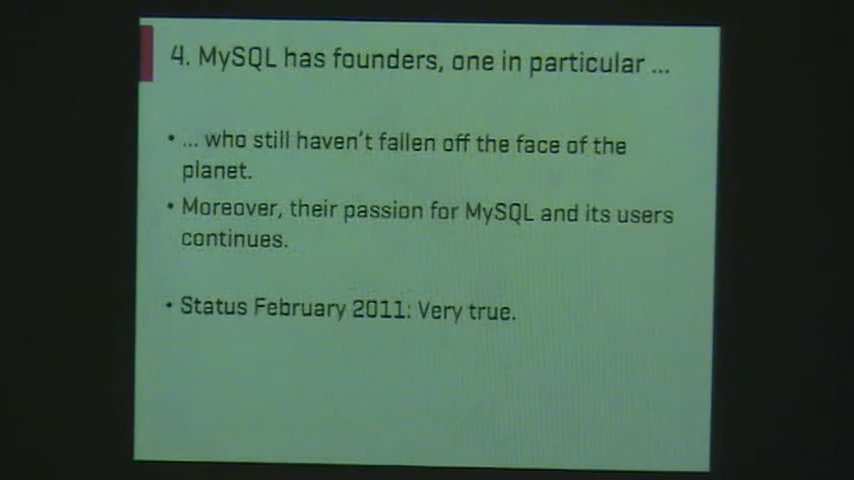 4. MySQL has founders, one in particular ...
• ... who still haven't fallen off the face of the
planet.
• Moreover, their passion for MySQL and its users
continues.
• Status February 2011: Very true.